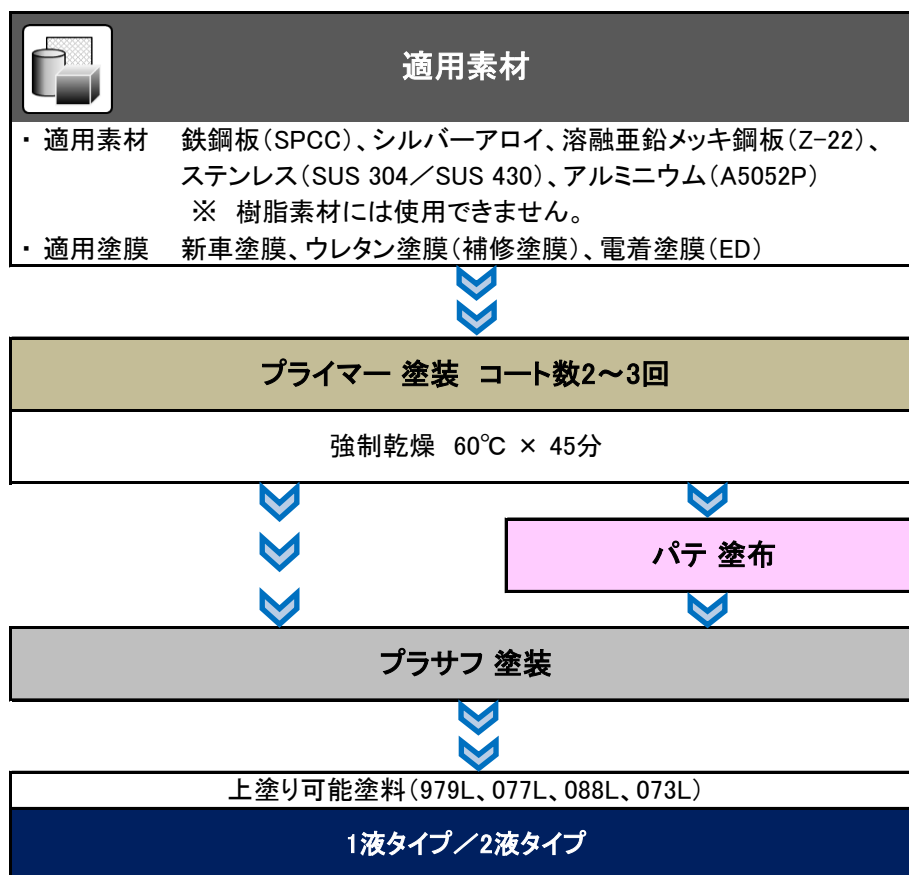 適用素材
・ 適用素材 鉄鋼板(SPCC)、シルバーアロイ、溶融亜鉛メッキ鋼板(Z-22)、
ステンレス(SUS 304/SUS 430)、アルミニウム(A5052P)
※ 樹脂素材には使用できません。
・ 適用塗膜 新車塗膜、ウレタン塗膜(補修塗膜)、電着塗膜(ED)
プライマー 塗装 コート数2~3回
強制乾燥 60℃ × 45分
パテ 塗布
プラサフ 塗装
上塗り可能塗料(979L、077L、088L、073L)
1液タイプ/2液タイプ